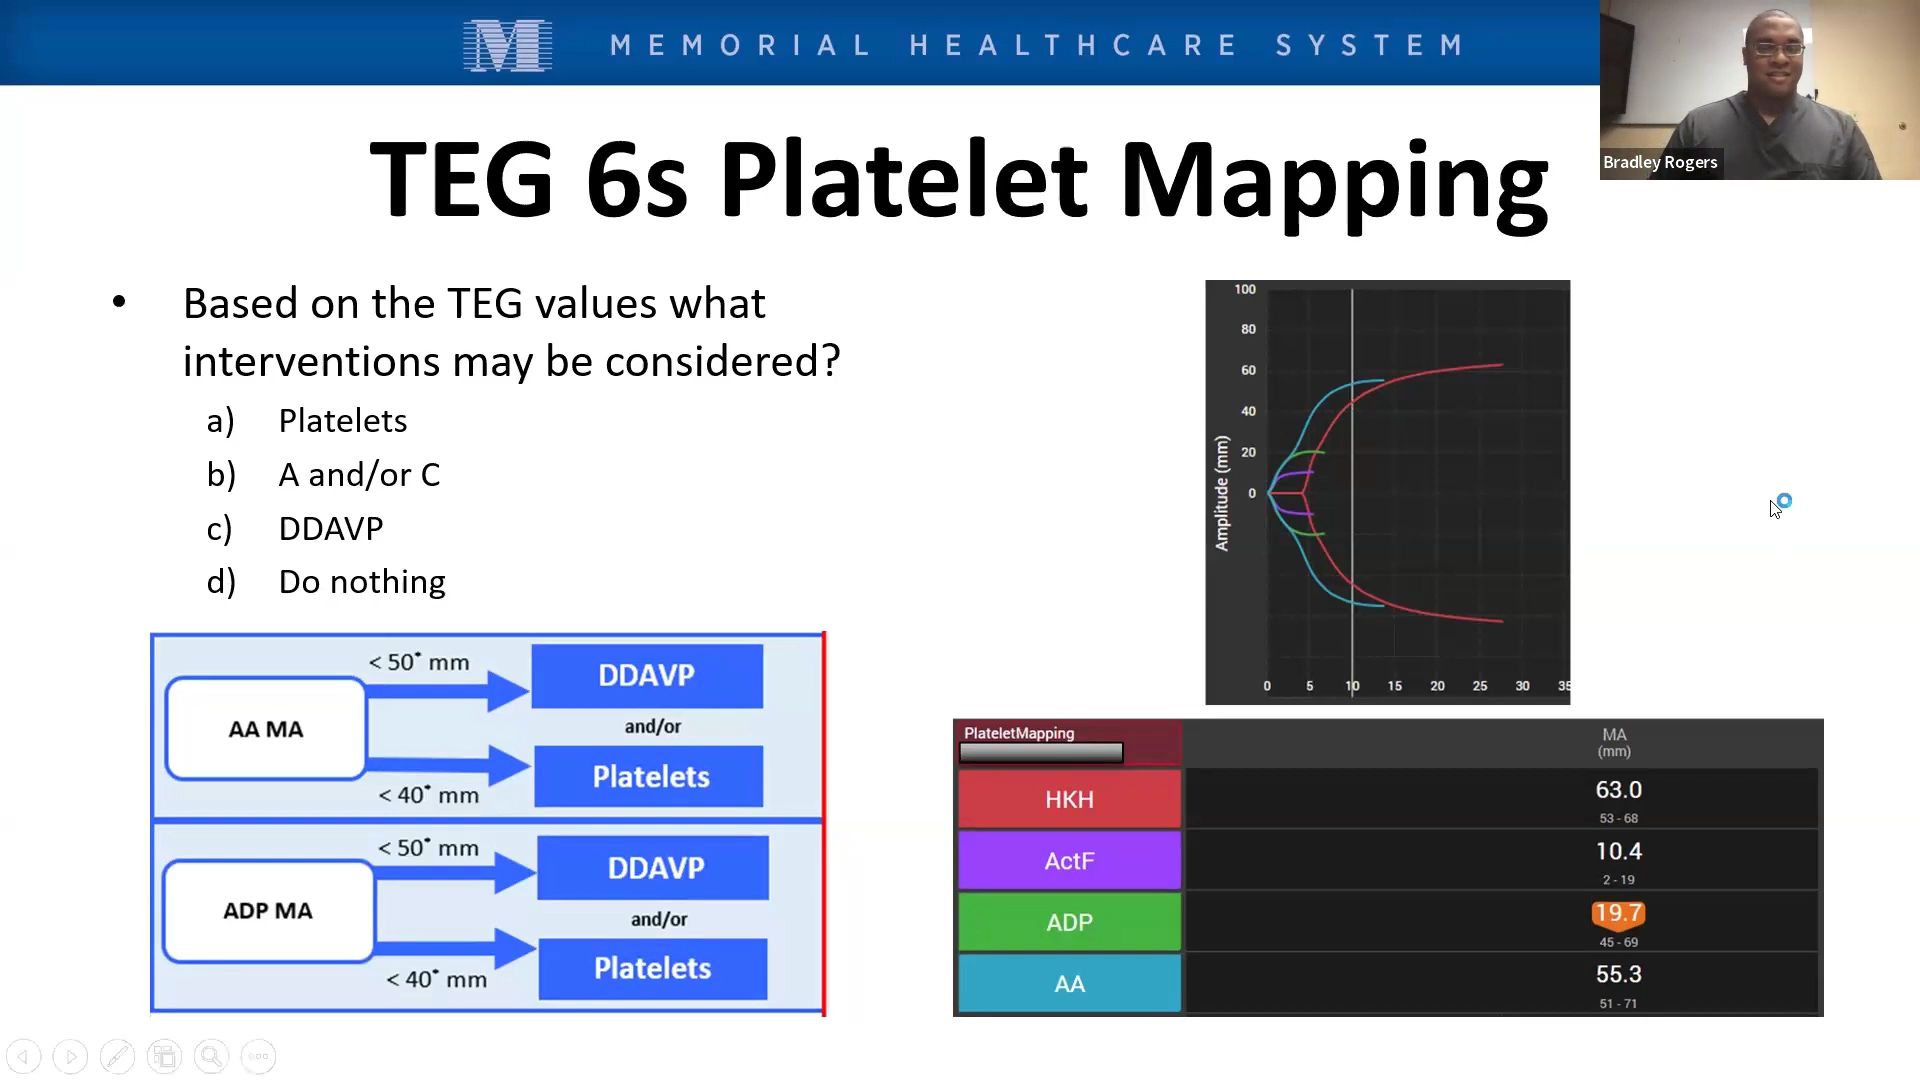 M MEMORIAL HEALTHCARE SYSTEM
Bradley Rogers
TEG 6s Platelet Mapping
• Based on the TEG values what
interventions may be considered?
a) Platelets
b) A and/or C
c) DDAVP
d) Do nothing
AA MA
< 50* mm
DDAVP
and/or
< 40* mm
Platelets
ADP MA
< 50* mm
DDAVP
and/or
< 40* mm
Platelets
Amplitude (mm)
100
80
60
40
20
0
0 5 10 15 20 25 30 35
PlateletMapping
MA
(mm)
HKH 63.0
53 - 68
ActF 10.4
2 - 19
ADP 19.7
45 - 69
AA 55.3
51 - 71